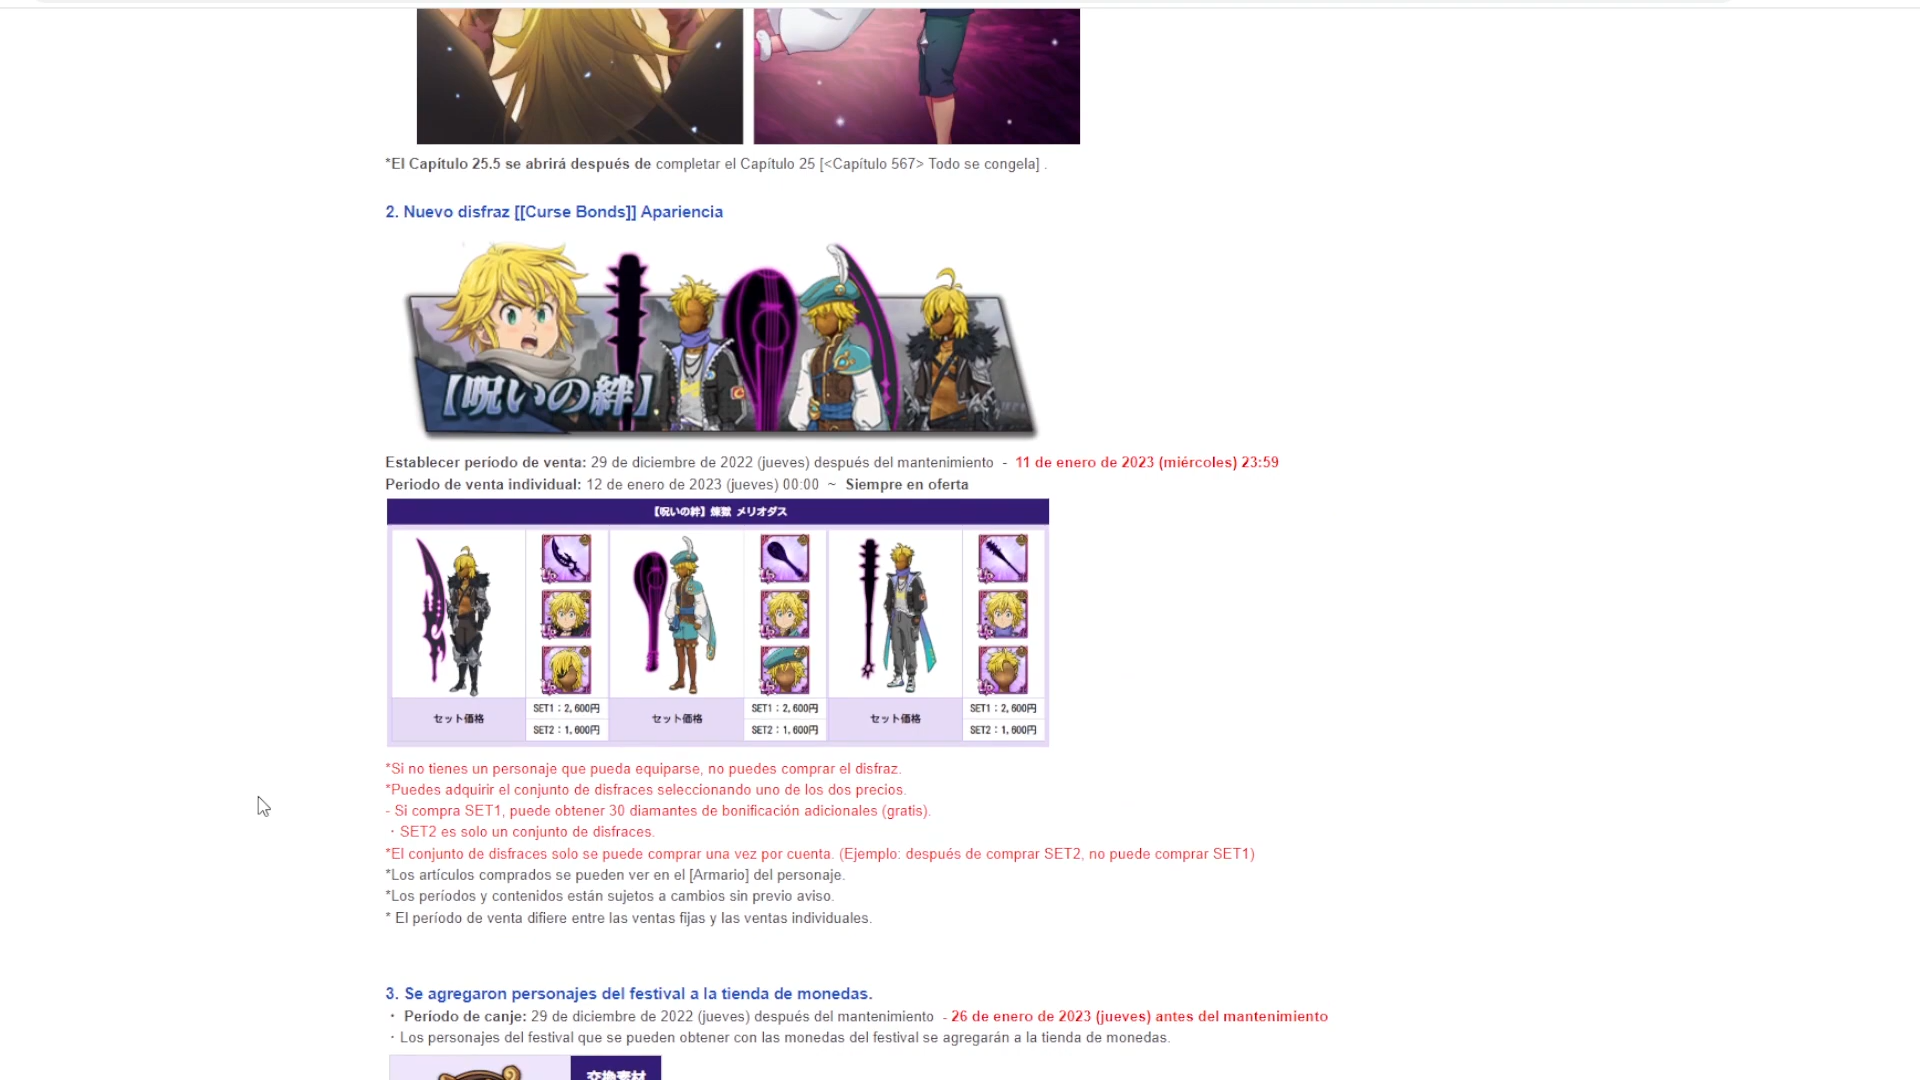 *El Capítulo 25.5 se abrirá después de completar el Capítulo 25 [<Capítulo 567> Todo se congela] .
2. Nuevo disfraz [[Curse Bonds]] Apariencia
【呪いの絆】
Establecer período de venta: 29 de diciembre de 2022 (jueves) después del mantenimiento - 11 de enero de 2023 (miércoles) 23:59
Periodo de venta individual: 12 de enero de 2023 (jueves) 00:00 ~ Siempre en oferta
【呪いの絆】煉獄 メリオダス
セット価格 SET1：2,600円 セット価格 SET1：2,600円 セット価格 SET1：2,600円
SET2：1,600円 SET2：1,600円 SET2：1,600円
*Si no tienes un personaje que pueda equiparse, no puedes comprar el disfraz.
*Puedes adquirir el conjunto de disfraces seleccionando uno de los dos precios.
- Si compra SET1, puede obtener 30 diamantes de bonificación adicionales (gratis).
・SET2 es solo un conjunto de disfraces.
*El conjunto de disfraces solo se puede comprar una vez por cuenta. (Ejemplo: después de comprar SET2, no puede comprar SET1)
*Los artículos comprados se pueden ver en el [Armario] del personaje.
*Los períodos y contenidos están sujetos a cambios sin previo aviso.
* El período de venta difiere entre las ventas fijas y las ventas individuales.
3. Se agregaron personajes del festival a la tienda de monedas.
・ Período de canje: 29 de diciembre de 2022 (jueves) después del mantenimiento - 26 de enero de 2023 (jueves) antes del mantenimiento
・Los personajes del festival que se pueden obtener con las monedas del festival se agregarán a la tienda de monedas.
交換素材